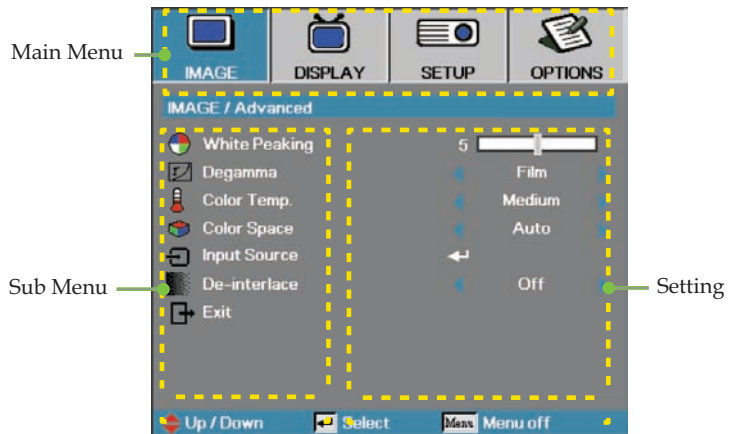 Main Menu
IMAGE DISPLAY SETUP OPTIONS
IMAGE / Advanced
White Peaking 5
Degamma Film
Color Temp. Medium
Color Space Auto
Input Source
Sub Menu De-interlace Off Setting
Exit
Up / Down Select Menu Menu off